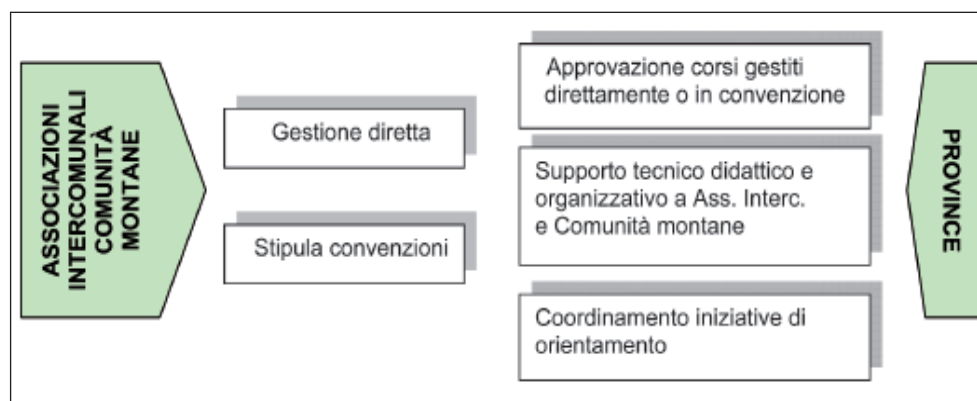 ASSOCIAZIONI
INTERCOMUNALI
COMUNITÀ
MONTANE
Gestione diretta
Stipula convenzioni
Approvazione corsi gestiti
direttamente o in convenzione
Supporto tecnico didattico e
organizzativo a Ass. Interc.
e Comunità montane
Coordinamento iniziative di
orientamento
PROVINCE